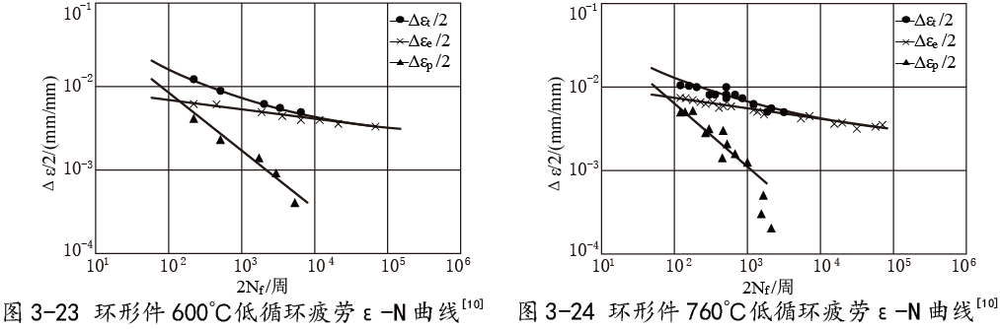 10⁻¹
10⁻²
10⁻³
10⁻⁴
Δ ε/2/(mm/mm)
Δεₜ/2
Δεₑ/2
Δεₚ/2
10¹ 10² 10³ 10⁴ 10⁵ 10⁶
2Nf/周
图 3-23 环形件 600℃低循环疲劳 ε -N 曲线[10]
10⁻¹
10⁻²
10⁻³
10⁻⁴
Δ ε/2/(mm/mm)
Δεₜ/2
Δεₑ/2
Δεₚ/2
10¹ 10² 10³ 10⁴ 10⁵ 10⁶
2Nf/周
图 3-24 环形件 760℃低循环疲劳 ε -N 曲线[10]